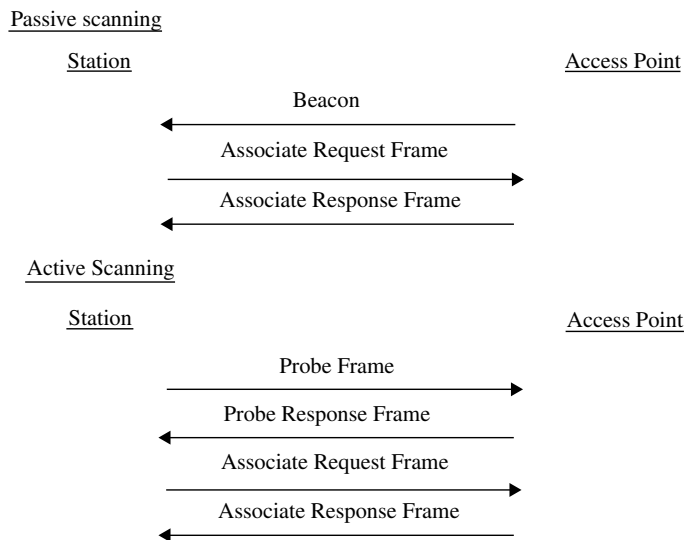 Passive scanning
Station Access Point
Beacon
Associate Request Frame
Associate Response Frame
Active Scanning
Station Access Point
Probe Frame
Probe Response Frame
Associate Request Frame
Associate Response Frame